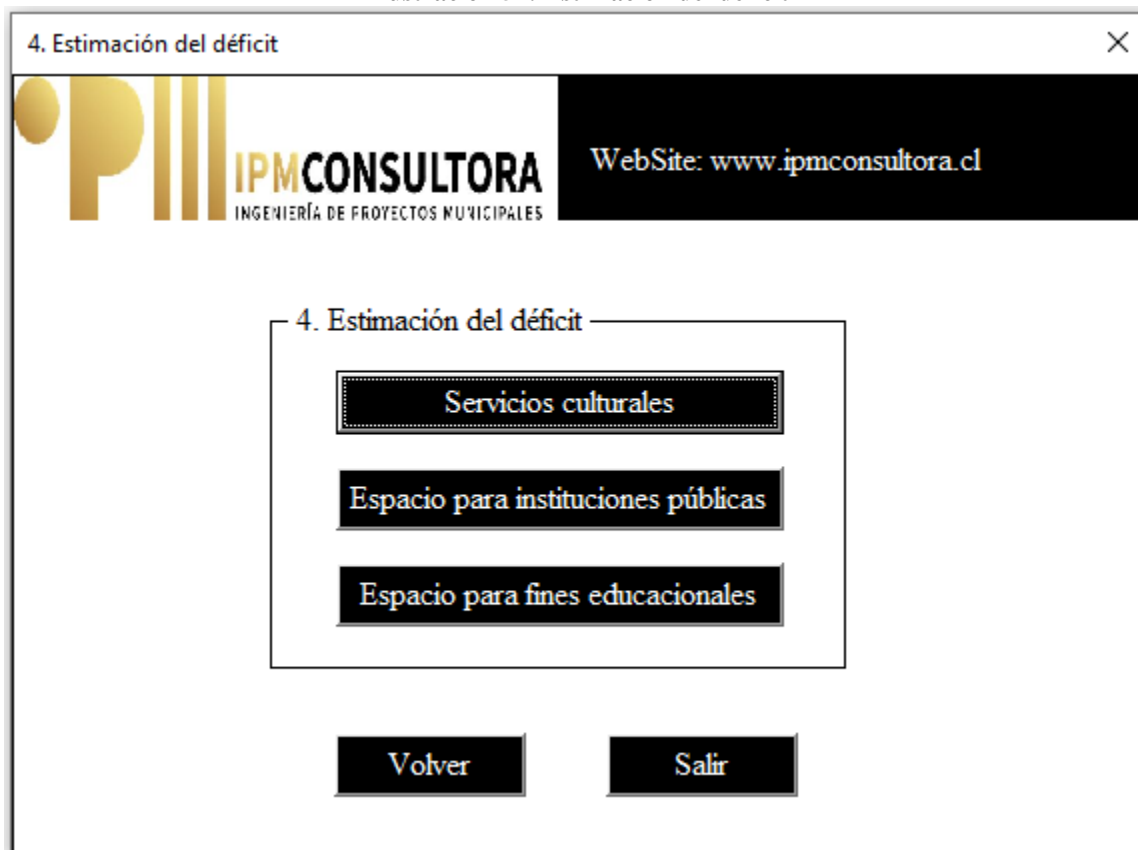 4. Estimación del déficit
IPMCONSULTORA
INGENIERÍA DE PROYECTOS MUNICIPALES
WebSite: www.ipmconsultora.cl
4. Estimación del déficit
Servicios culturales
Espacio para instituciones públicas
Espacio para fines educacionales
Volver
Salir